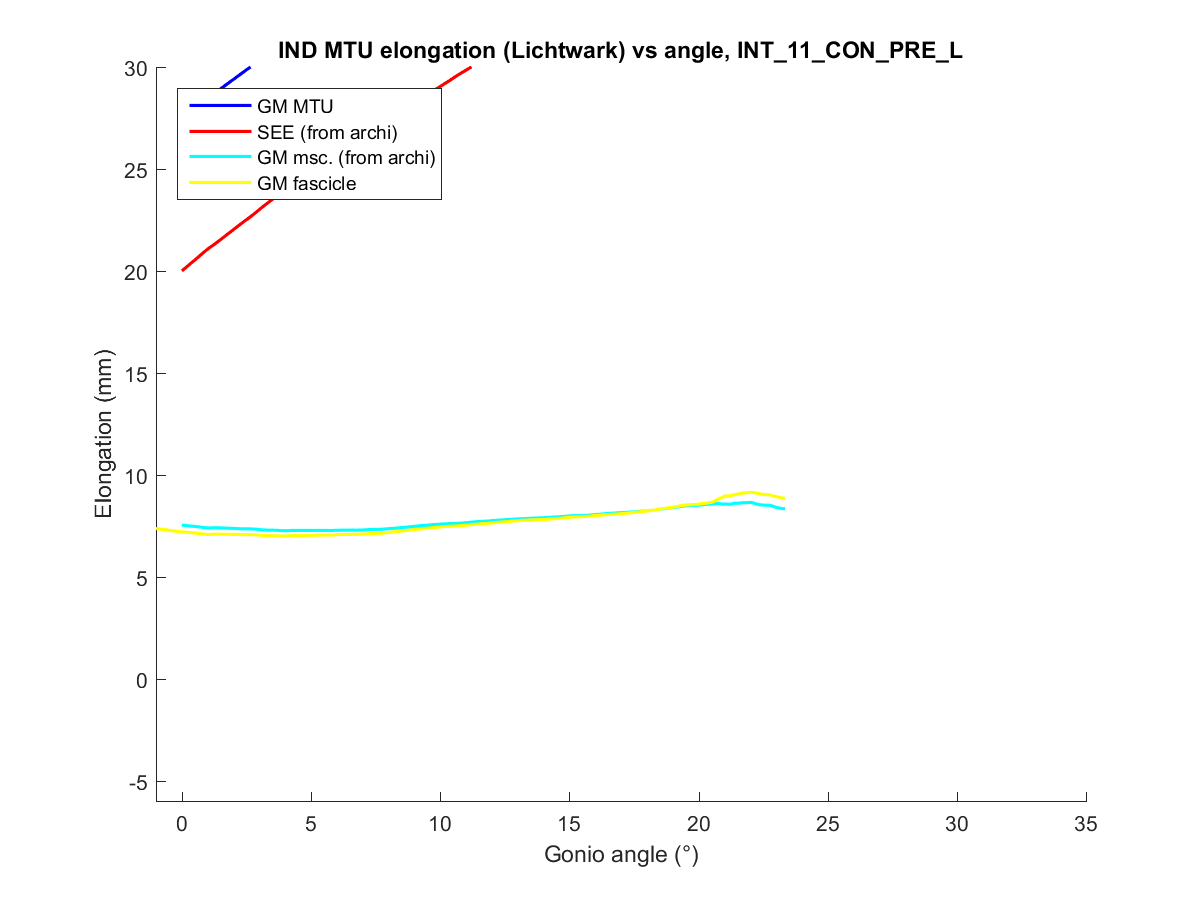 IND MTU elongation (Lichtwark) vs angle, INT_11_CON_PRE_L
30
25
20
15
10
5
0
-5
Elongation (mm)
GM MTU
SEE (from archi)
GM msc. (from archi)
GM fascicle
0 5 10 15 20 25 30 35
Gonio angle (°)